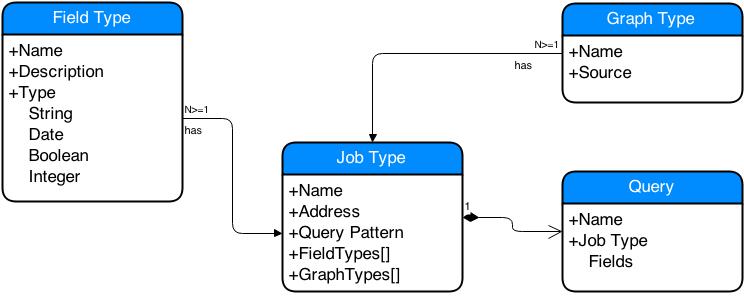 Field Type
+Name
+Description
+Type
String
Date
Boolean
Integer
N>=1
has
Graph Type
+Name
+Source
N>=1
has
Job Type
+Name
+Address
+Query Pattern
+FieldTypes[]
+GraphTypes[]
1
Query
+Name
+Job Type
Fields